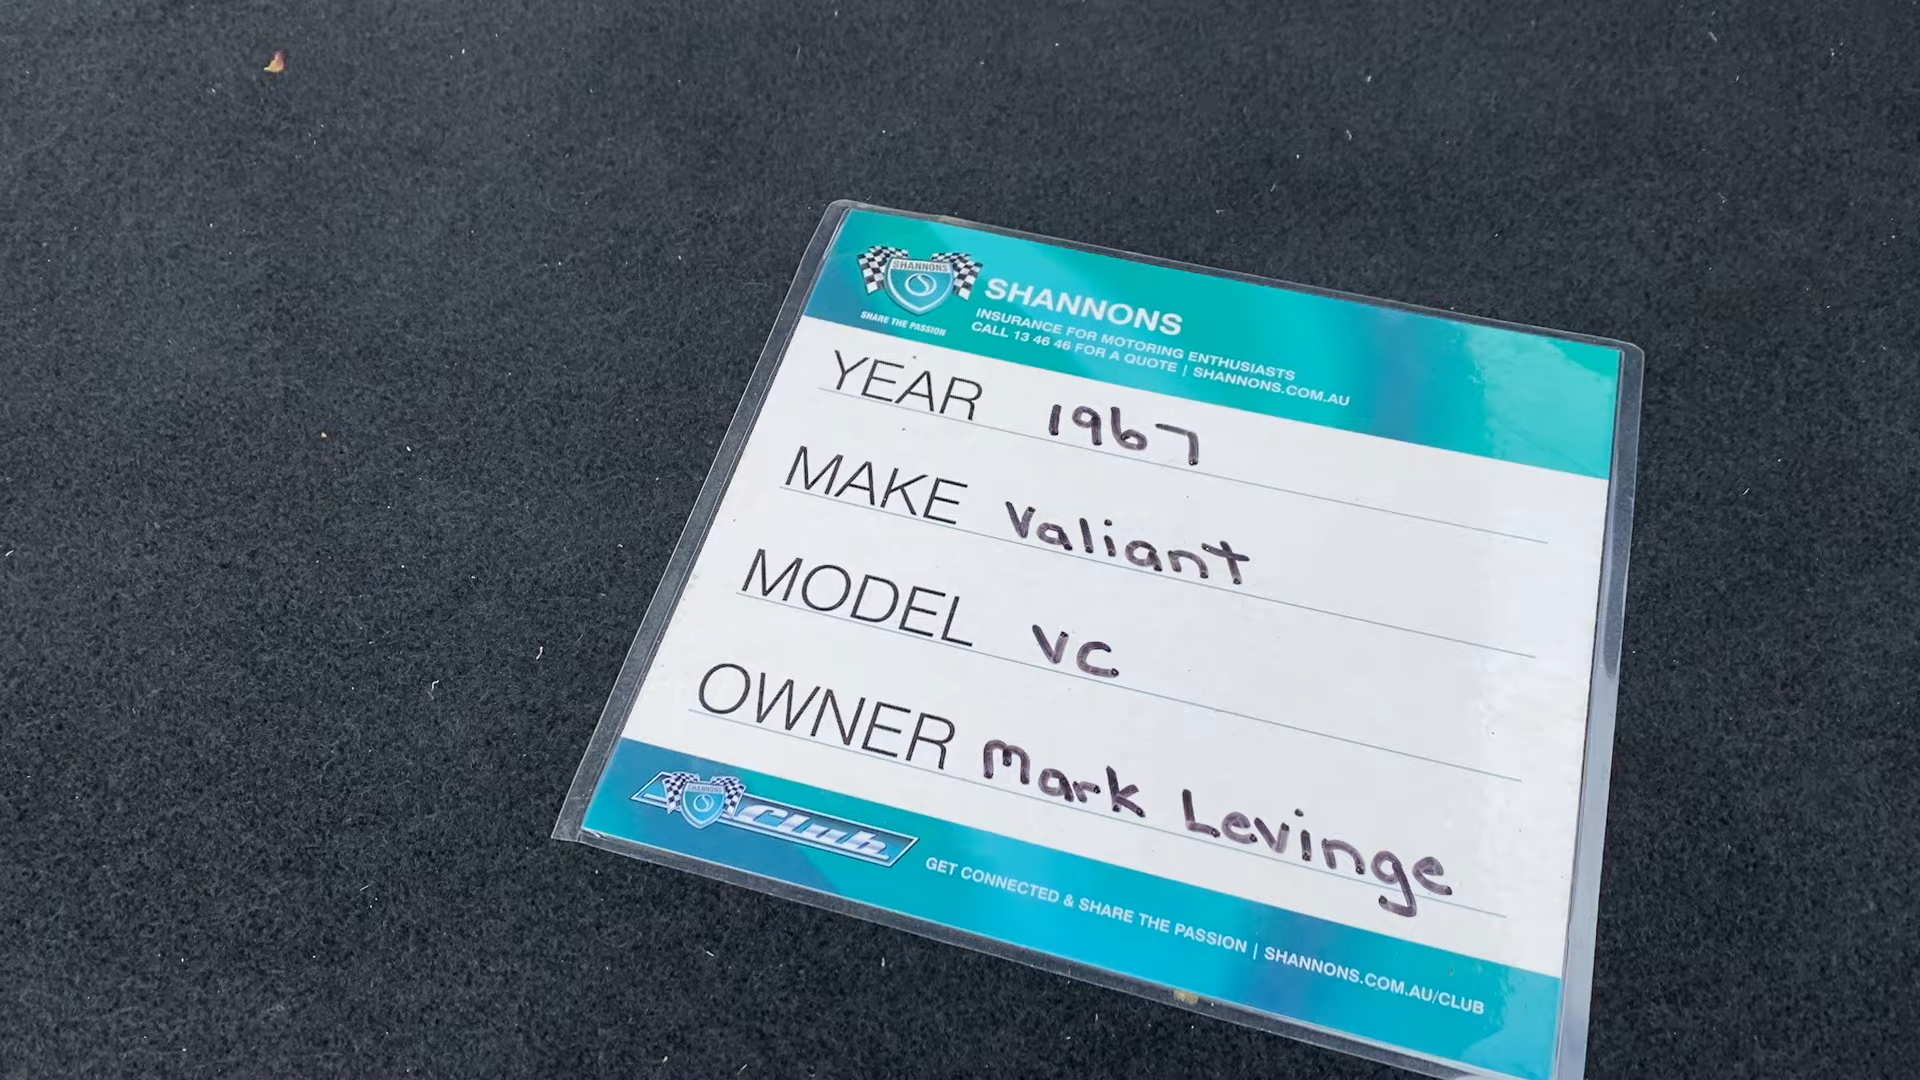 SHANNONS
SHARE THE PASSION
SHANNONS
INSURANCE FOR MOTORING ENTHUSIASTS
CALL 13 46 46 FOR A QUOTE | SHANNONS.COM.AU
YEAR 1967
MAKE Valiant
MODEL VC
OWNER Mark Levinge
SHANNONS
Club
GET CONNECTED & SHARE THE PASSION | SHANNONS.COM.AU/CLUB